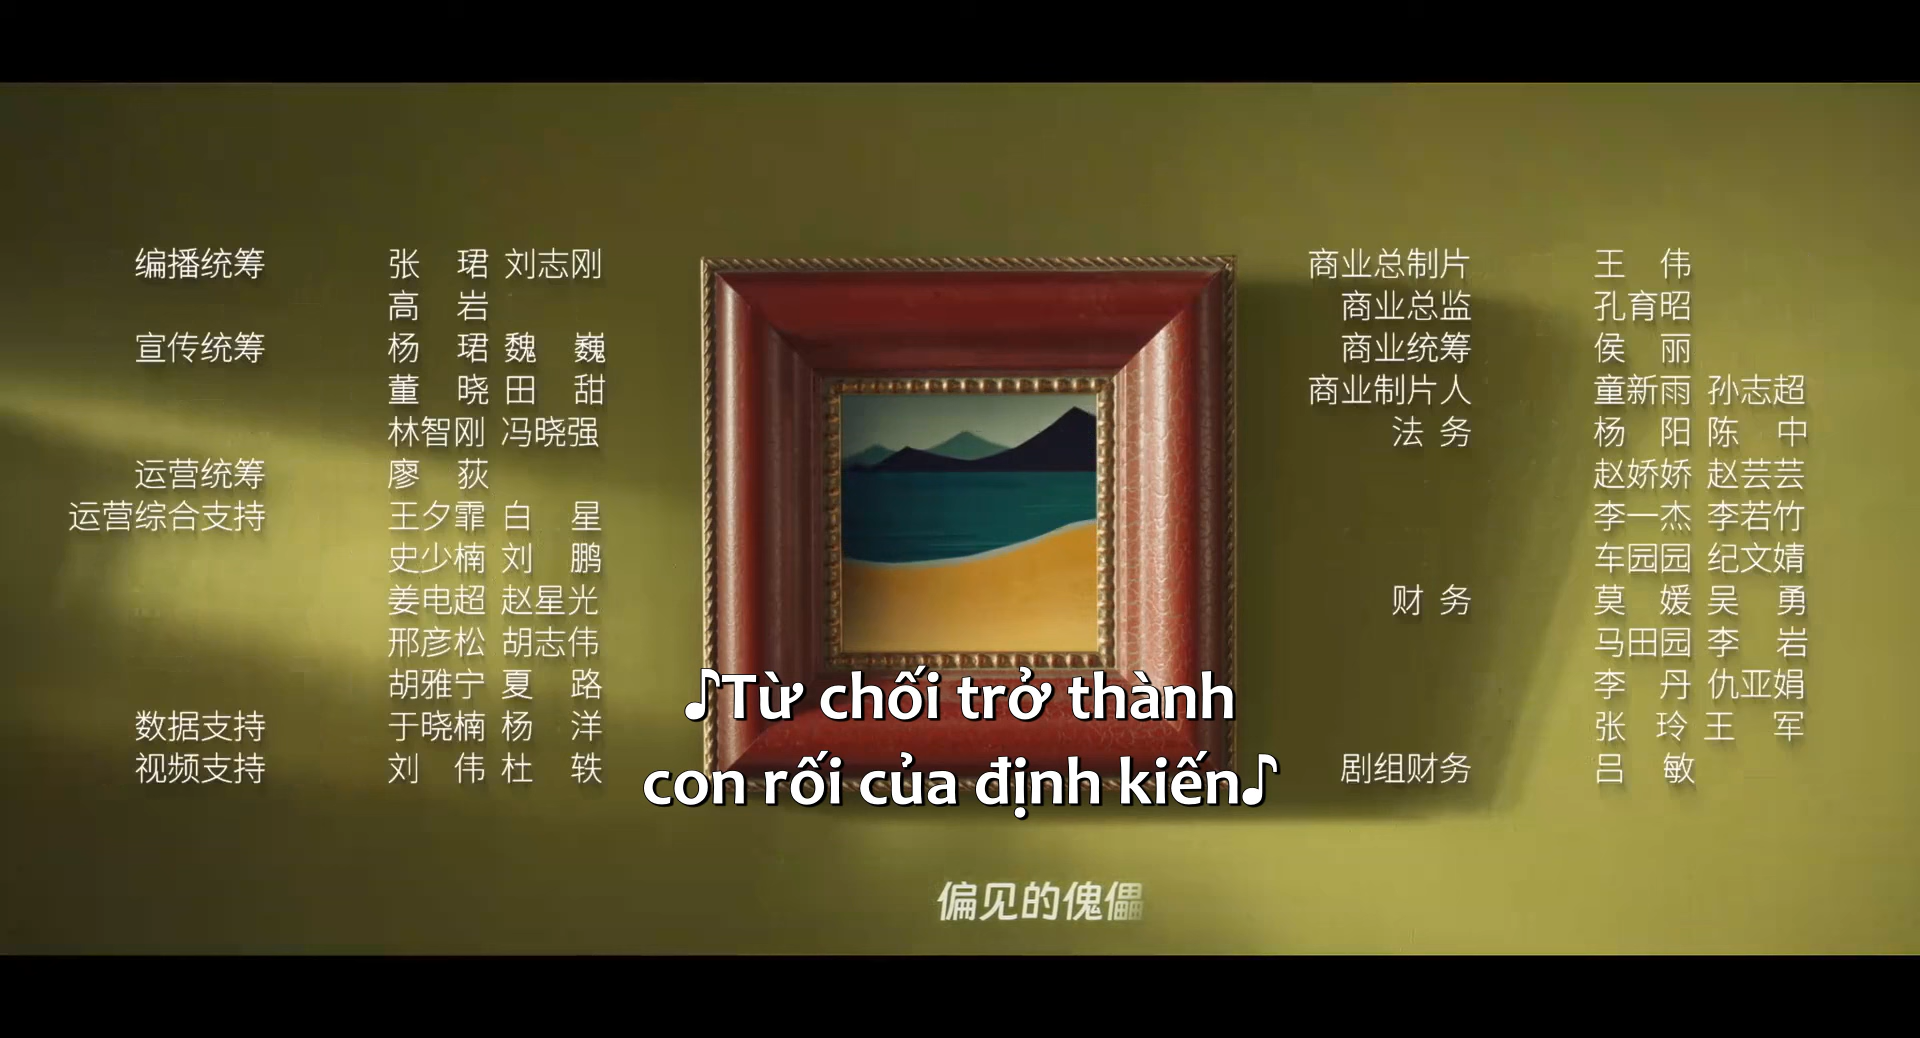 编播统筹 张 珺 刘志刚
高 岩
宣传统筹 杨 珺 魏 巍
董 晓 田 甜
林智刚 冯晓强
运营统筹 廖 荻
运营综合支持 王夕霏 白 星
史少楠 刘 鹏
姜电超 赵星光
邢彦松 胡志伟
胡雅宁 夏 路
数据支持 于晓楠 杨 洋
视频支持 刘 伟 杜 轶
商业总制片 王 伟
商业总监 孔育昭
商业统筹 侯 丽
商业制片人 童新雨 孙志超
法 务 杨 阳 陈 中
赵娇娇 赵芸芸
李一杰 李若竹
车园园 纪文婧
财 务 莫 媛 吴 勇
马田园 李 岩
李 丹 仇亚娟
张 玲 王 军
剧组财务 吕 敏
♪Từ chối trở thành
con rối của định kiến♪
偏见的傀儡